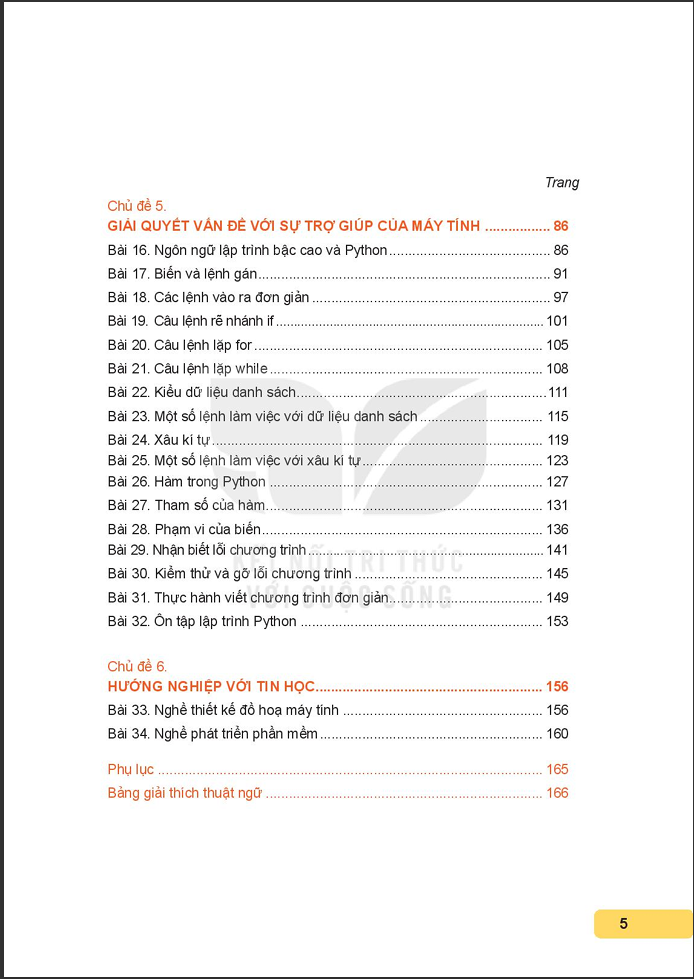 Trang
Chủ đề 5.
GIẢI QUYẾT VẤN ĐỀ VỚI SỰ TRỢ GIÚP CỦA MÁY TÍNH ................. 86
Bài 16. Ngôn ngữ lập trình bậc cao và Python ......................................... 86
Bài 17. Biến và lệnh gán .......................................................................... 91
Bài 18. Các lệnh vào ra đơn giản ............................................................. 97
Bài 19. Câu lệnh rẽ nhánh if ..................................................................... 101
Bài 20. Câu lệnh lặp for .......................................................................... 105
Bài 21. Câu lệnh lặp while ...................................................................... 108
Bài 22. Kiểu dữ liệu danh sách ................................................................ 111
Bài 23. Một số lệnh làm việc với dữ liệu danh sách ................................ 115
Bài 24. Xâu kí tự ..................................................................................... 119
Bài 25. Một số lệnh làm việc với xâu kí tự .............................................. 123
Bài 26. Hàm trong Python ...................................................................... 127
Bài 27. Tham số của hàm ....................................................................... 131
Bài 28. Phạm vi của biến ........................................................................ 136
Bài 29. Nhận biết lỗi chương trình ............................................................ 141
Bài 30. Kiểm thử và gỡ lỗi chương trình ................................................ 145
Bài 31. Thực hành viết chương trình đơn giản ....................................... 149
Bài 32. Ôn tập lập trình Python .............................................................. 153
KẾT NỐI TRI THỨC
VỚI CUỘC SỐNG
Chủ đề 6.
HƯỚNG NGHIỆP VỚI TIN HỌC ........................................................... 156
Bài 33. Nghề thiết kế đồ hoạ máy tính .................................................... 156
Bài 34. Nghề phát triển phần mềm ......................................................... 160
Phụ lục ................................................................................................... 165
Bảng giải thích thuật ngữ ....................................................................... 166
5